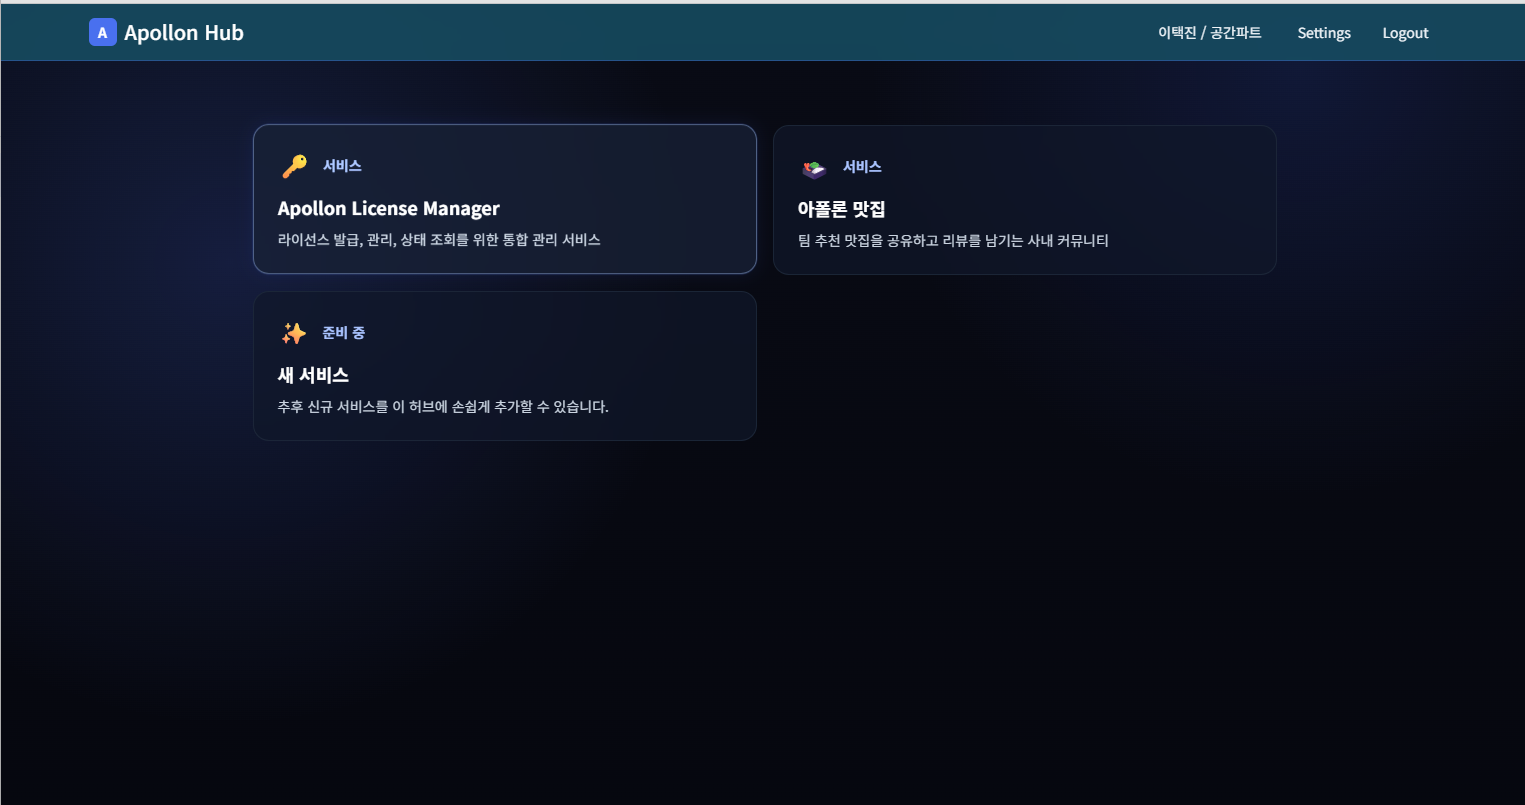 A Apollon Hub
이택진 / 공간파트 Settings Logout
서비스
Apollon License Manager
라이선스 발급, 관리, 상태 조회를 위한 통합 관리 서비스
서비스
아폴론 맛집
팀 추천 맛집을 공유하고 리뷰를 남기는 사내 커뮤니티
준비 중
새 서비스
추후 신규 서비스를 이 허브에 손쉽게 추가할 수 있습니다.